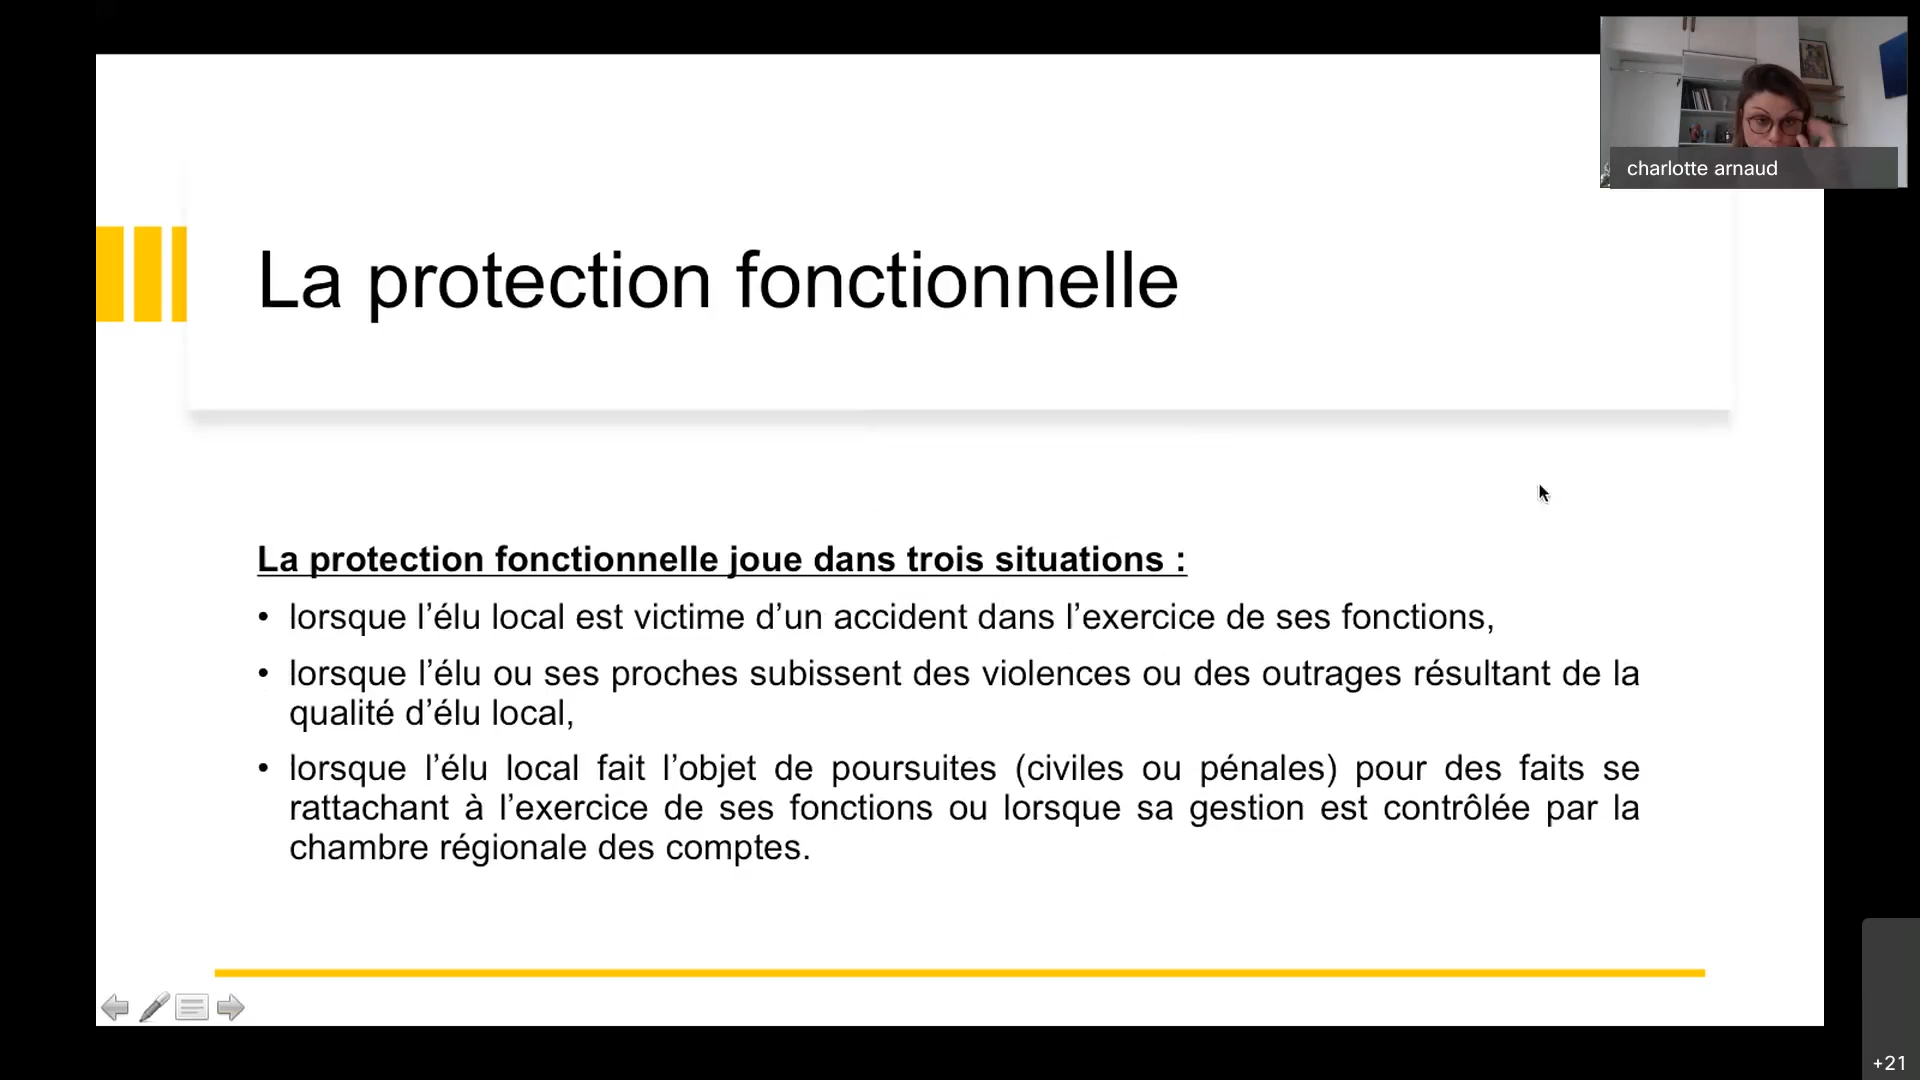 charlotte arnaud
La protection fonctionnelle
La protection fonctionnelle joue dans trois situations :
• lorsque l’élu local est victime d’un accident dans l’exercice de ses fonctions,
• lorsque l’élu ou ses proches subissent des violences ou des outrages résultant de la
qualité d’élu local,
• lorsque l’élu local fait l’objet de poursuites (civiles ou pénales) pour des faits se
rattachant à l’exercice de ses fonctions ou lorsque sa gestion est contrôlée par la
chambre régionale des comptes.
+21